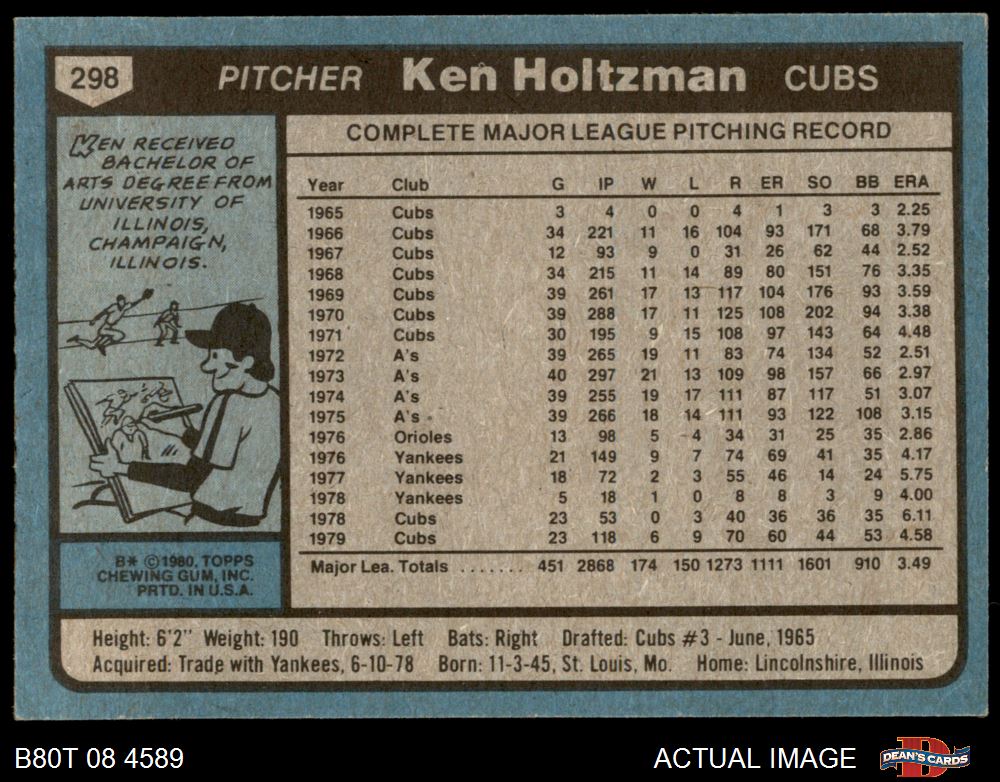 298 PITCHER Ken Holtzman CUBS
KEN RECEIVED
BACHELOR OF
ARTS DEGREE FROM
UNIVERSITY OF
ILLINOIS,
CHAMPAIGN,
ILLINOIS.
COMPLETE MAJOR LEAGUE PITCHING RECORD
Year Club G IP W L R ER SO BB ERA
1965 Cubs 3 4 0 0 4 1 3 3 2.25
1966 Cubs 34 221 11 16 104 93 171 68 3.79
1967 Cubs 12 93 9 0 31 26 62 44 2.52
1968 Cubs 34 215 11 14 89 80 151 76 3.35
1969 Cubs 39 261 17 13 117 104 176 93 3.59
1970 Cubs 39 288 17 11 125 108 202 94 3.38
1971 Cubs 30 195 9 15 108 97 143 64 4.48
1972 A's 39 265 19 11 83 74 134 52 2.51
1973 A's 40 297 21 13 109 98 157 66 2.97
1974 A's 39 255 19 17 111 87 117 51 3.07
1975 A's 39 266 18 14 111 93 122 108 3.15
1976 Orioles 13 98 5 4 34 31 25 35 2.86
1976 Yankees 21 149 9 7 74 69 41 35 4.17
1977 Yankees 18 72 2 3 55 46 14 24 5.75
1978 Yankees 5 18 1 0 8 8 3 9 4.00
1978 Cubs 23 53 0 3 40 36 36 35 6.11
1979 Cubs 23 118 6 9 70 60 44 53 4.58
Major Lea. Totals ....... 451 2868 174 150 1273 1111 1601 910 3.49
B* ©1980, TOPPS
CHEWING GUM, INC.
PRTD. IN U.S.A.
Height: 6'2" Weight: 190 Throws: Left Bats: Right Drafted: Cubs #3 - June, 1965
Acquired: Trade with Yankees, 6-10-78 Born: 11-3-45, St. Louis, Mo. Home: Lincolnshire, Illinois
B80T 08 4589 ACTUAL IMAGE DEAN'S CARDS